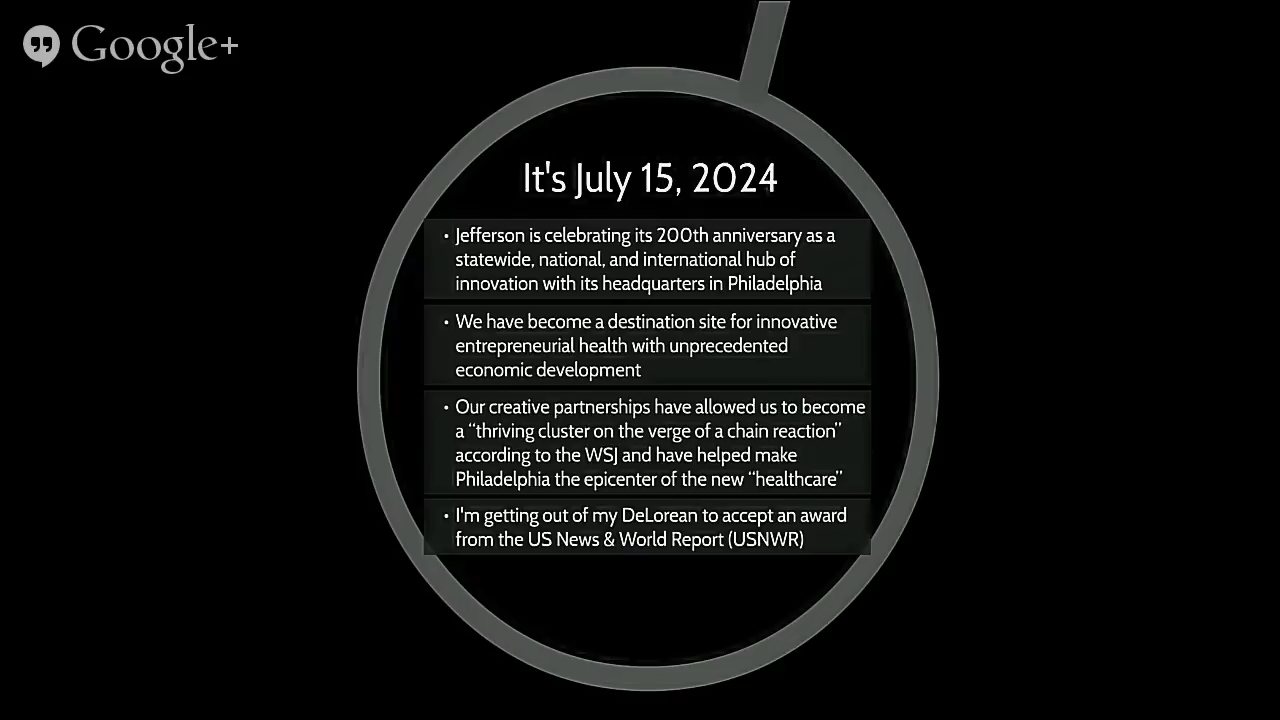 Google+
It's July 15, 2024
• Jefferson is celebrating its 200th anniversary as a
statewide, national, and international hub of
innovation with its headquarters in Philadelphia
• We have become a destination site for innovative
entrepreneurial health with unprecedented
economic development
• Our creative partnerships have allowed us to become
a “thriving cluster on the verge of a chain reaction”
according to the WSJ and have helped make
Philadelphia the epicenter of the new “healthcare”
• I'm getting out of my DeLorean to accept an award
from the US News & World Report (USNWR)